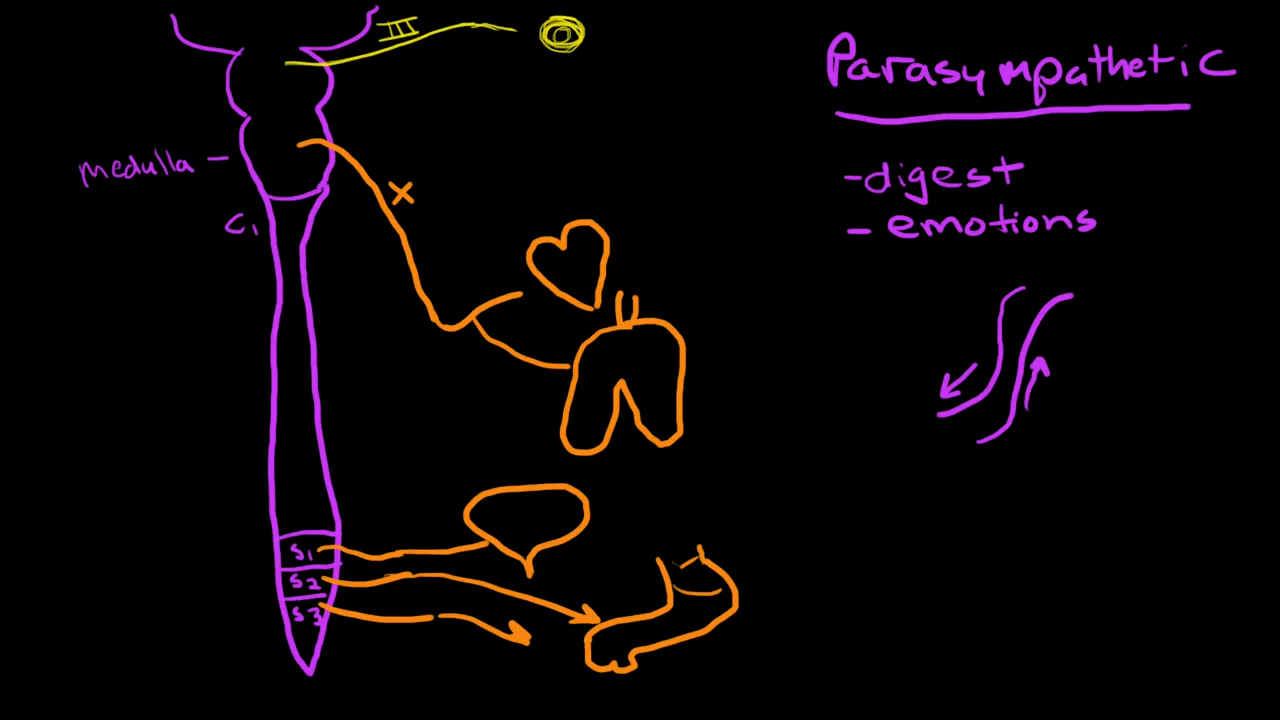 III
Parasympathetic
medulla
-digest
- emotions
C1
X
S1
S2
S3